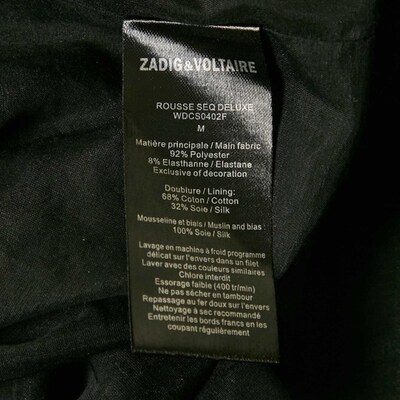 ZADIG&VOLTAIRE
ROUSSE SEQ DELUXE
WDCS0402F
M
Matière principale / Main fabric
92% Polyester
8% Elasthanne / Elastane
Exclusive of decoration
Doublure / Lining:
68% Coton / Cotton
32% Soie / Silk
Mousseline et biais / Muslin and bias :
100% Soie / Silk
Lavage en machine à froid programme
délicat sur l'envers dans un filet
Laver avec des couleurs similaires
Chlore interdit
Essorage faible (400 tr/min)
Ne pas sécher en tambour
Repassage au fer doux sur l'envers
Nettoyage à sec recommandé
Entretenir les bords francs en les
coupant régulièrement